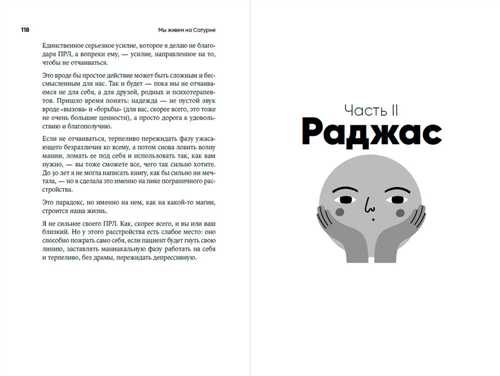 118
Мы живем на Сатурне
Единственное серьезное усилие, которое я делаю не благо-
даря ПРЛ, а вопреки ему, — усилие, направленное на то,
чтобы не отчаиваться.
Это вроде бы простое действие может быть сложным и бес-
смысленным для нас. Так и будет — пока мы не отчаива-
емся не для себя, а для друзей, родных и психотерапев-
тов. Пришло время понять: надежда — не пустой звук
вроде «вызова» и «борьбы» (для вас, скорее всего, это тоже
не очень большие ценности), а просто дорога к удоволь-
ствию и благополучию.
Если не отчаиваться, терпеливо пережидать фазу ужаса-
ющего безразличия ко всему, а потом снова ловить волну
мании, ломать ее под себя и использовать так, как вам
нужно, — вы тоже сможете все, чего так сильно хотите.
До лет я не могла написать книгу, как бы сильно ни меч-
тала, — но я сделала это именно на пике пограничного рас-
стройства.
Это парадокс, но именно на нем, как на какой-то магии,
строится наша жизнь.
Я не сильнее своего ПРЛ. Как, скорее всего, и вы или ваш
близкий. Но у этого расстройства есть слабое место: оно
способно пожрать само себя, если пациент будет гнуть свою
линию, заставлять маниакальную фазу работать на себя
и терпеливо, без драмы, пережидать депрессивную.
Часть II
Раджас